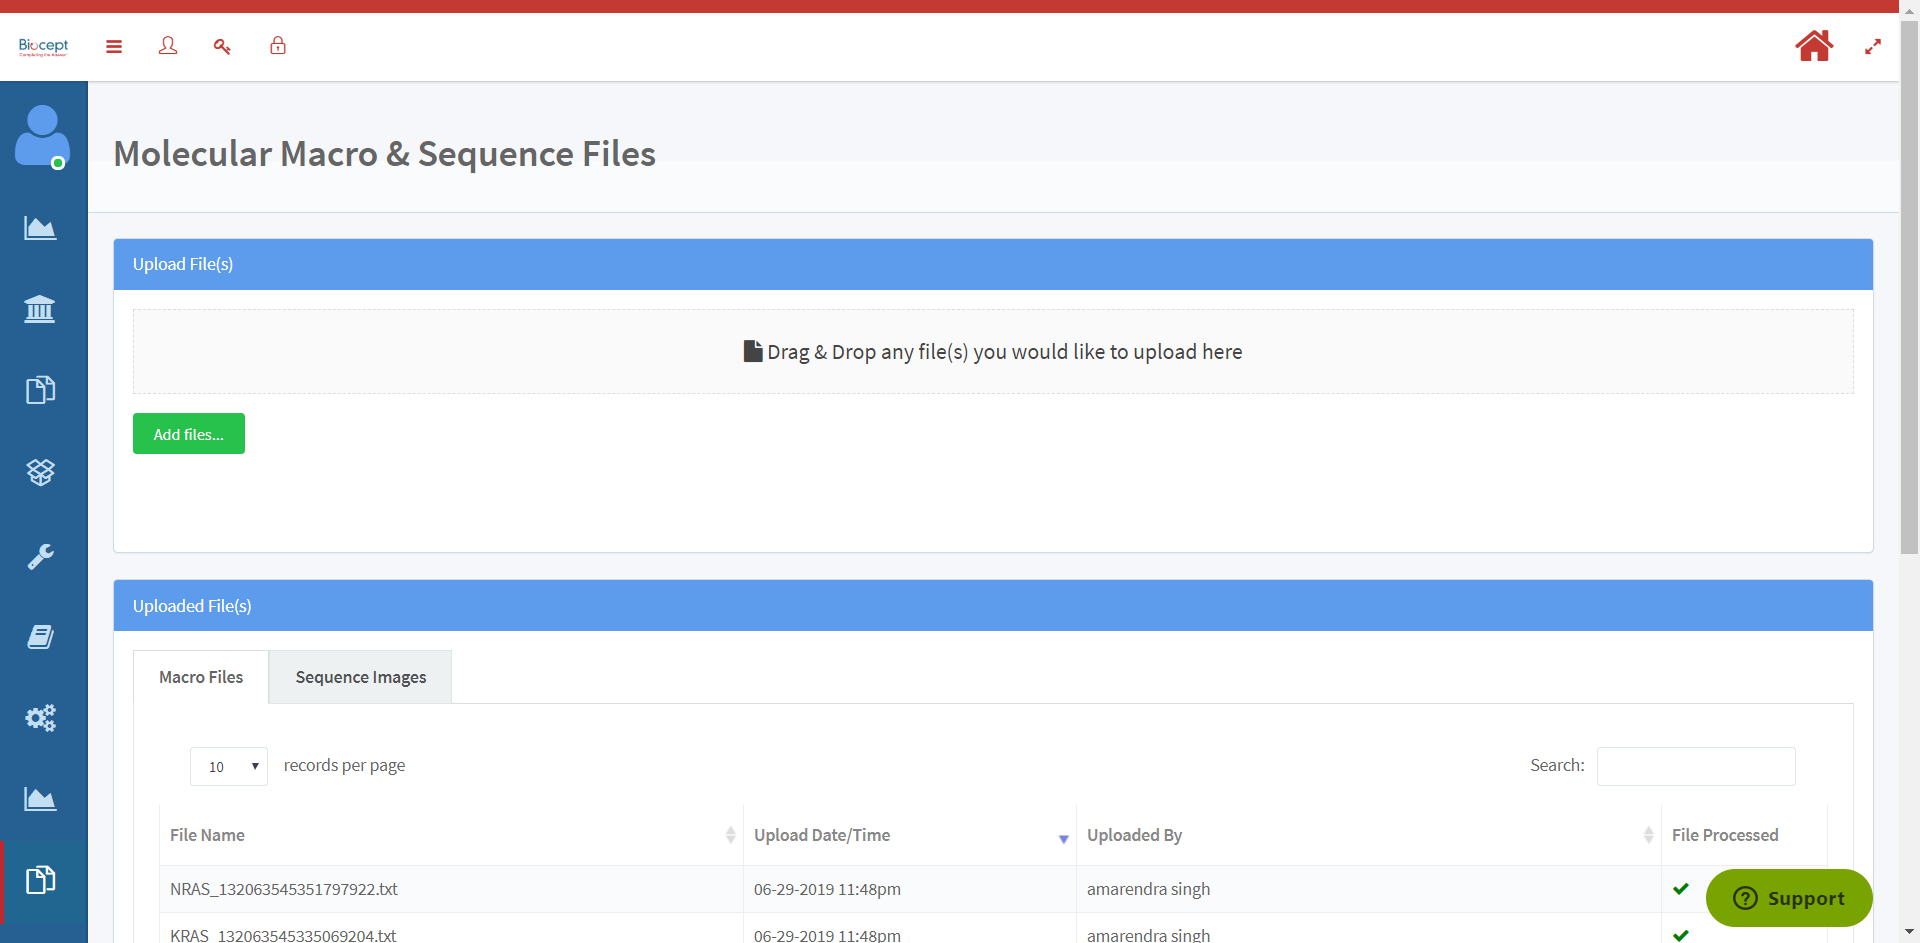 Biocept
Molecular Macro & Sequence Files
Upload File(s)
Drag & Drop any file(s) you would like to upload here
Add files...
Uploaded File(s)
Macro Files
Sequence Images
10 records per page
Search:
File Name Upload Date/Time Uploaded By File Processed
NRAS_132063545351797922.txt 06-29-2019 11:48pm amarendra singh
KRAS_132063545335069204.txt 06-29-2019 11:48pm amarendra singh
Support